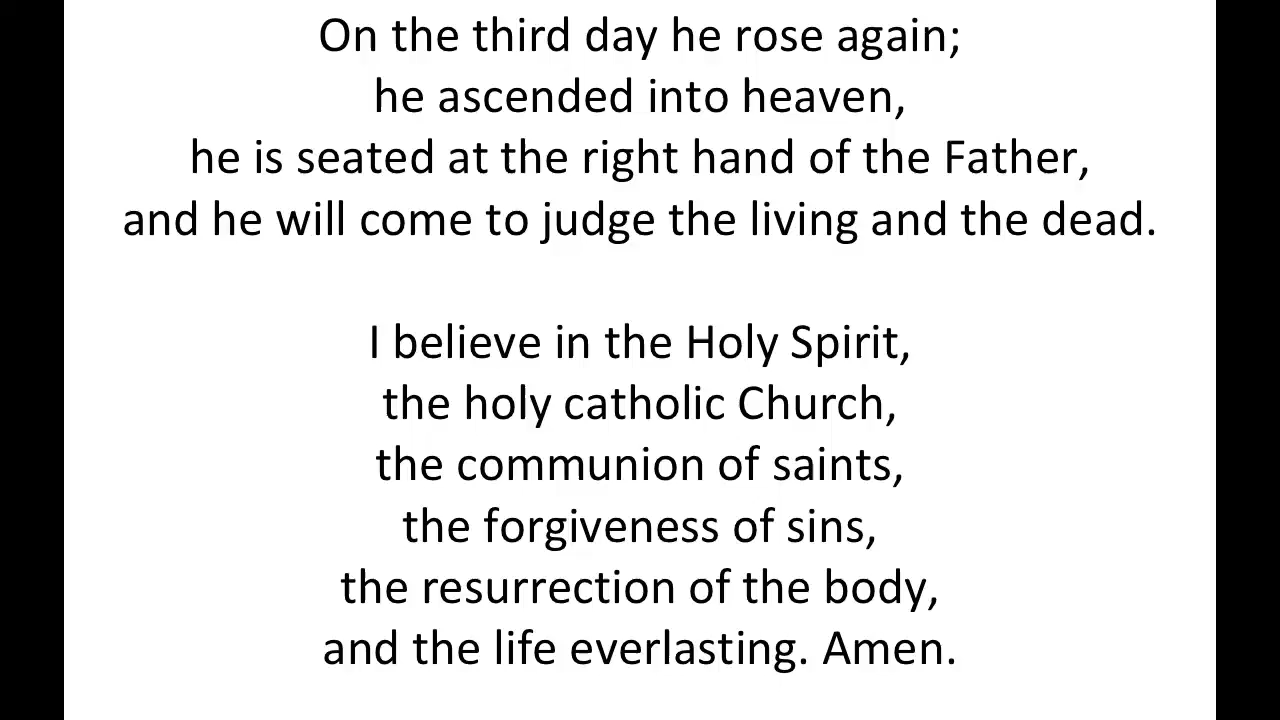 On the third day he rose again;
he ascended into heaven,
he is seated at the right hand of the Father,
and he will come to judge the living and the dead.
I believe in the Holy Spirit,
the holy catholic Church,
the communion of saints,
the forgiveness of sins,
the resurrection of the body,
and the life everlasting. Amen.